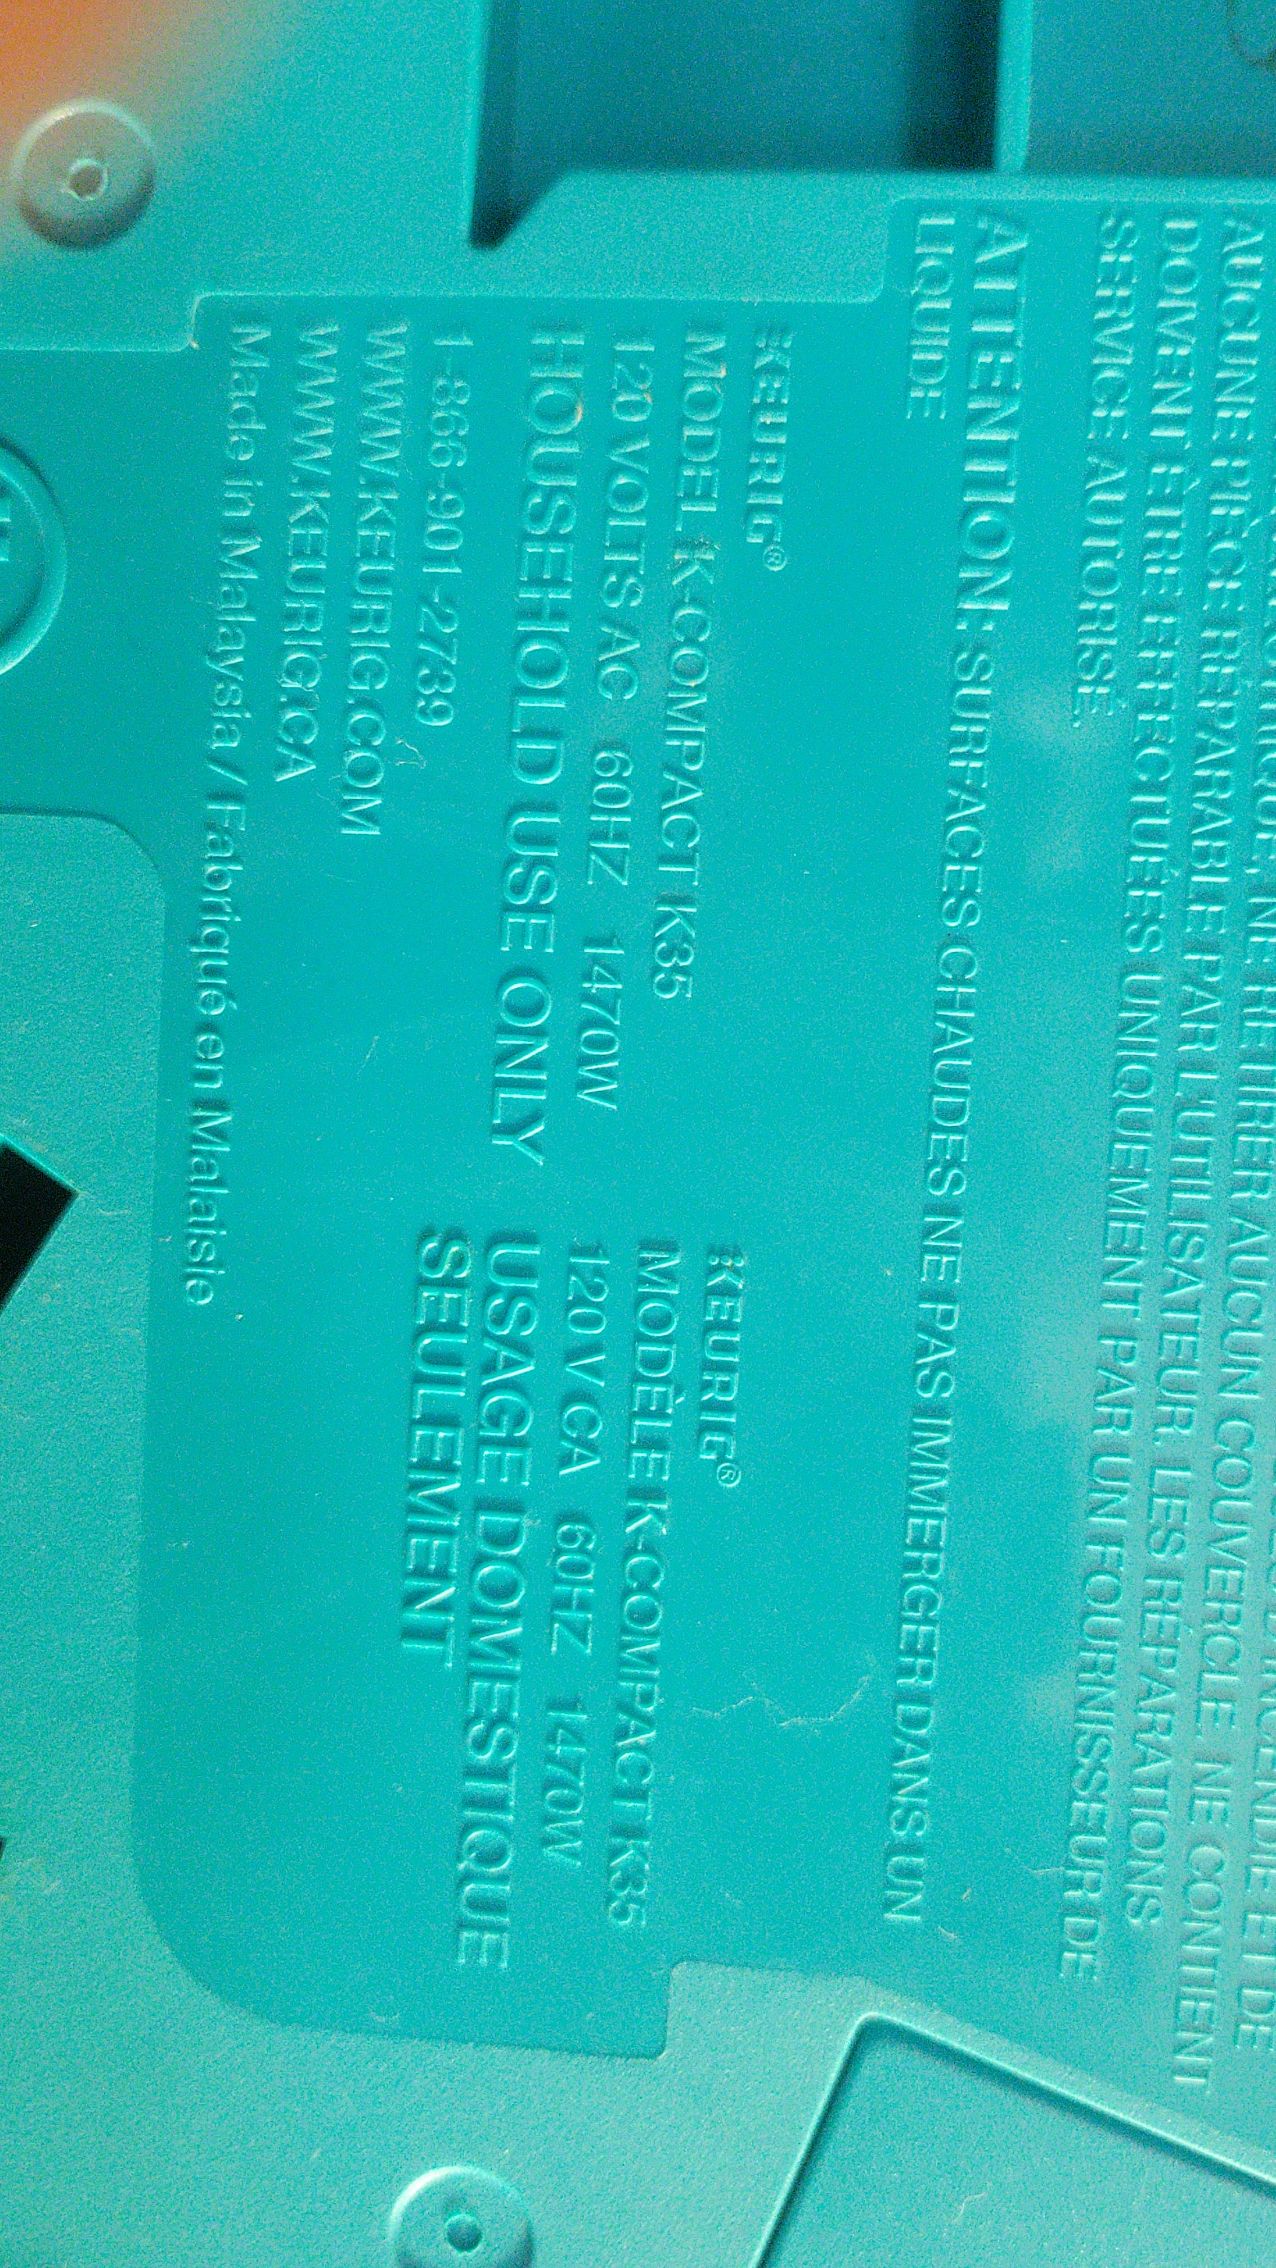 AUCUNE PIÈCE RÉPARABLE PAR L'UTILISATEUR. LES RÉPARATIONS
DOIVENT ÊTRE EFFECTUÉES UNIQUEMENT PAR UN FOURNISSEUR DE
SERVICE AUTORISÉ.
ATTENTION: SURFACES CHAUDES NE PAS IMMERGER DANS UN
LIQUIDE
KEURIG®
MODEL K-COMPACT K35
120 VOLTS AC 60HZ 1470W
HOUSEHOLD USE ONLY
1-866-901-2739
WWW.KEURIG.COM
WWW.KEURIG.CA
Made in Malaysia / Fabriqué en Malaisie
KEURIG®
MODÈLE K-COMPACT K35
120 V CA 60HZ 1470W
USAGE DOMESTIQUE
SEULEMENT